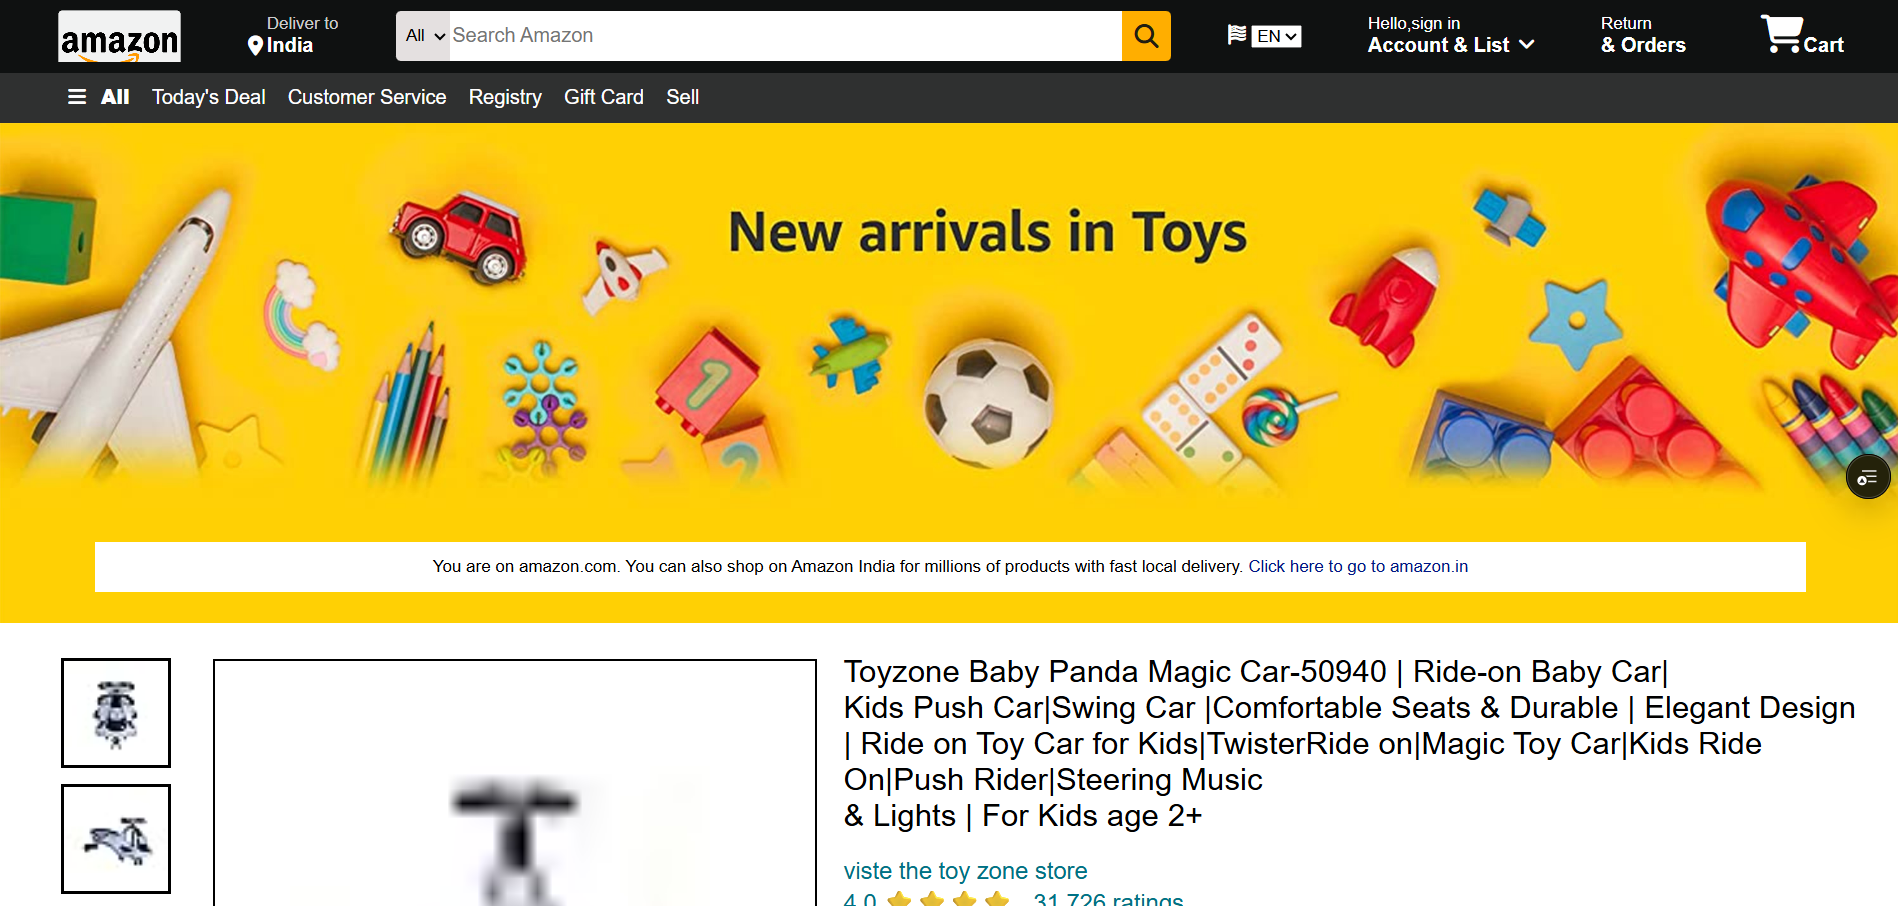 amazon
Deliver to
India
All
Search Amazon
EN
Hello,sign in
Account & List
Return
& Orders
Cart
All
Today's Deal
Customer Service
Registry
Gift Card
Sell
New arrivals in Toys
1
2
You are on amazon.com. You can also shop on Amazon India for millions of products with fast local delivery. Click here to go to amazon.in
Toyzone Baby Panda Magic Car-50940 | Ride-on Baby Car|
Kids Push Car|Swing Car |Comfortable Seats & Durable | Elegant Design
| Ride on Toy Car for Kids|TwisterRide on|Magic Toy Car|Kids Ride
On|Push Rider|Steering Music
& Lights | For Kids age 2+
viste the toy zone store
4.0 31,726 ratings